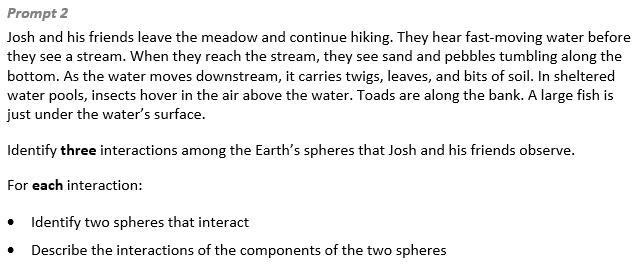 Prompt 2
Josh and his friends leave the meadow and continue hiking. They hear fast-moving water before
they see a stream. When they reach the stream, they see sand and pebbles tumbling along the
bottom. As the water moves downstream, it carries twigs, leaves, and bits of soil. In sheltered
water pools, insects hover in the air above the water. Toads are along the bank. A large fish is
just under the water's surface.
Identify three interactions among the Earth's spheres that Josh and his friends observe.
For each interaction:
• Identify two spheres that interact
• Describe the interactions of the components of the two spheres